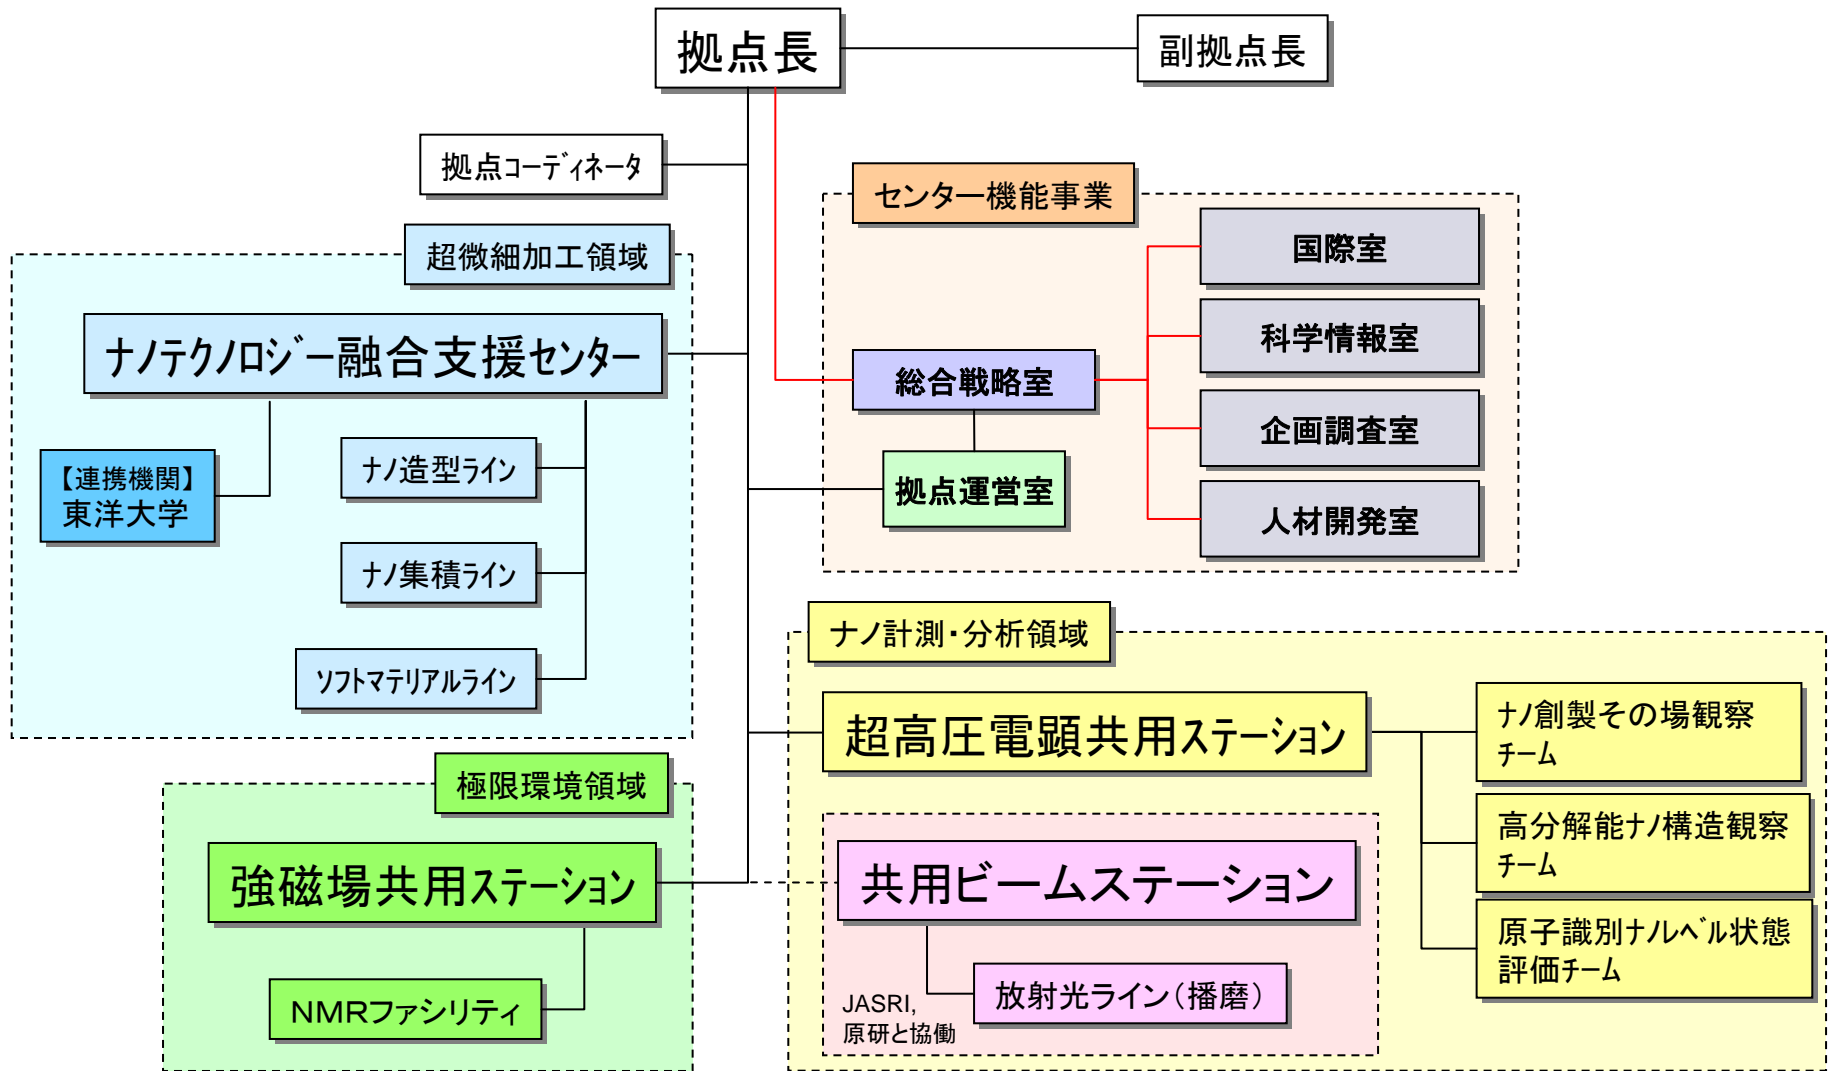 拠点長
副拠点長
拠点コーディネータ
センター機能事業
国際室
科学情報室
総合戦略室
企画調査室
拠点運営室
人材開発室
超微細加工領域
ナノテクノロジー融合支援センター
【連携機関】
東洋大学
ナノ造型ライン
ナノ集積ライン
ソフトマテリアルライン
ナノ計測・分析領域
超高圧電顕共用ステーション
ナノ創製その場観察
チーム
高分解能ナノ構造観察
チーム
原子識別ナノレベル状態
評価チーム
共用ビームステーション
放射光ライン（播磨）
JASRI,
原研と協働
極限環境領域
強磁場共用ステーション
ＮＭＲファシリティ